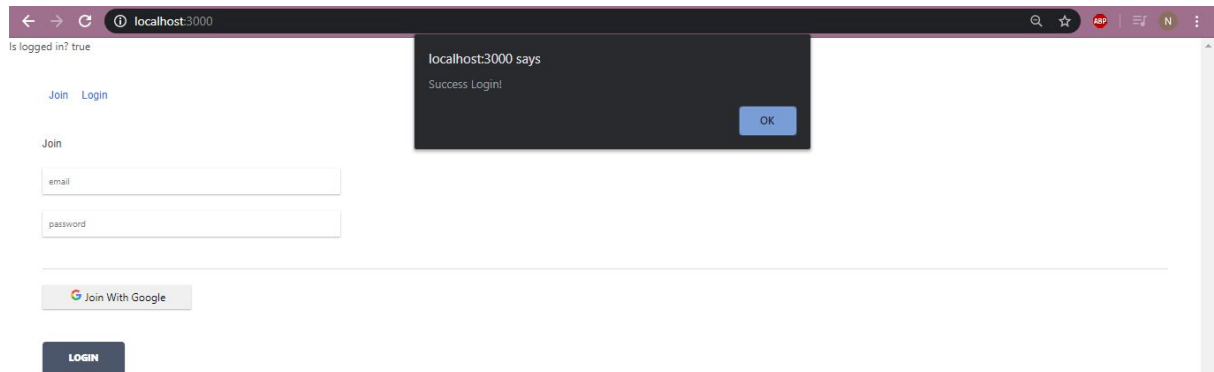 localhost:3000
ABP
N
Is logged in? true
localhost:3000 says
Success Login!
OK
Join Login
Join
email
password
G Join With Google
LOGIN